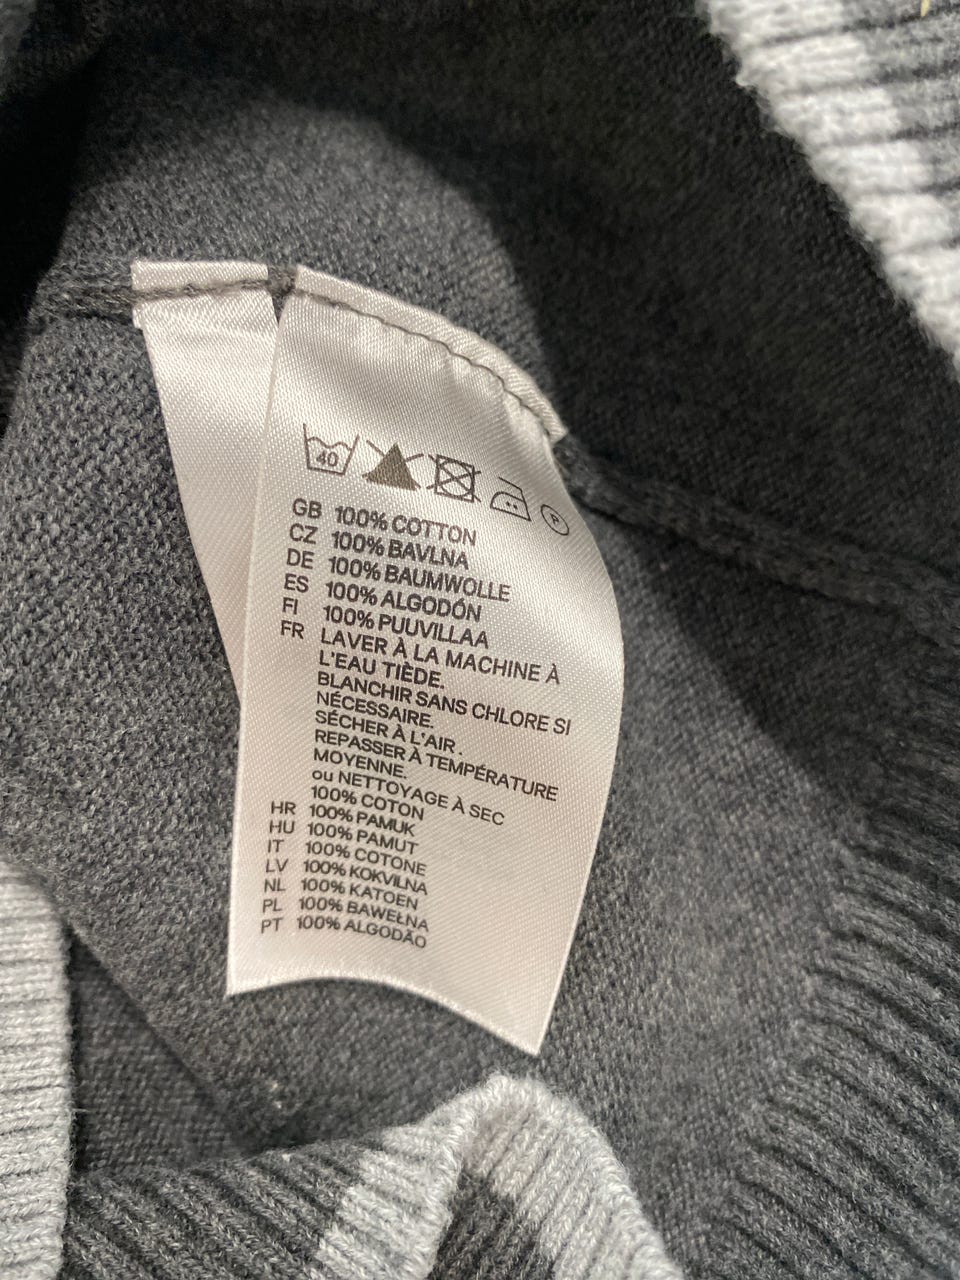 40
P
GB 100% COTTON
CZ 100% BAVLNA
DE 100% BAUMWOLLE
ES 100% ALGODÓN
FI 100% PUUVILLAA
FR LAVER À LA MACHINE À
L'EAU TIÈDE.
BLANCHIR SANS CHLORE SI
NÉCESSAIRE.
SÉCHER À L'AIR .
REPASSER À TEMPÉRATURE
MOYENNE.
ou NETTOYAGE À SEC
100% COTON
HR 100% PAMUK
HU 100% PAMUT
IT 100% COTONE
LV 100% KOKVILNA
NL 100% KATOEN
PL 100% BAWEŁNA
PT 100% ALGODÃO